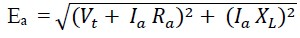 Eₐ = √((Vₜ + Iₐ Rₐ)² + (Iₐ X_L)²)